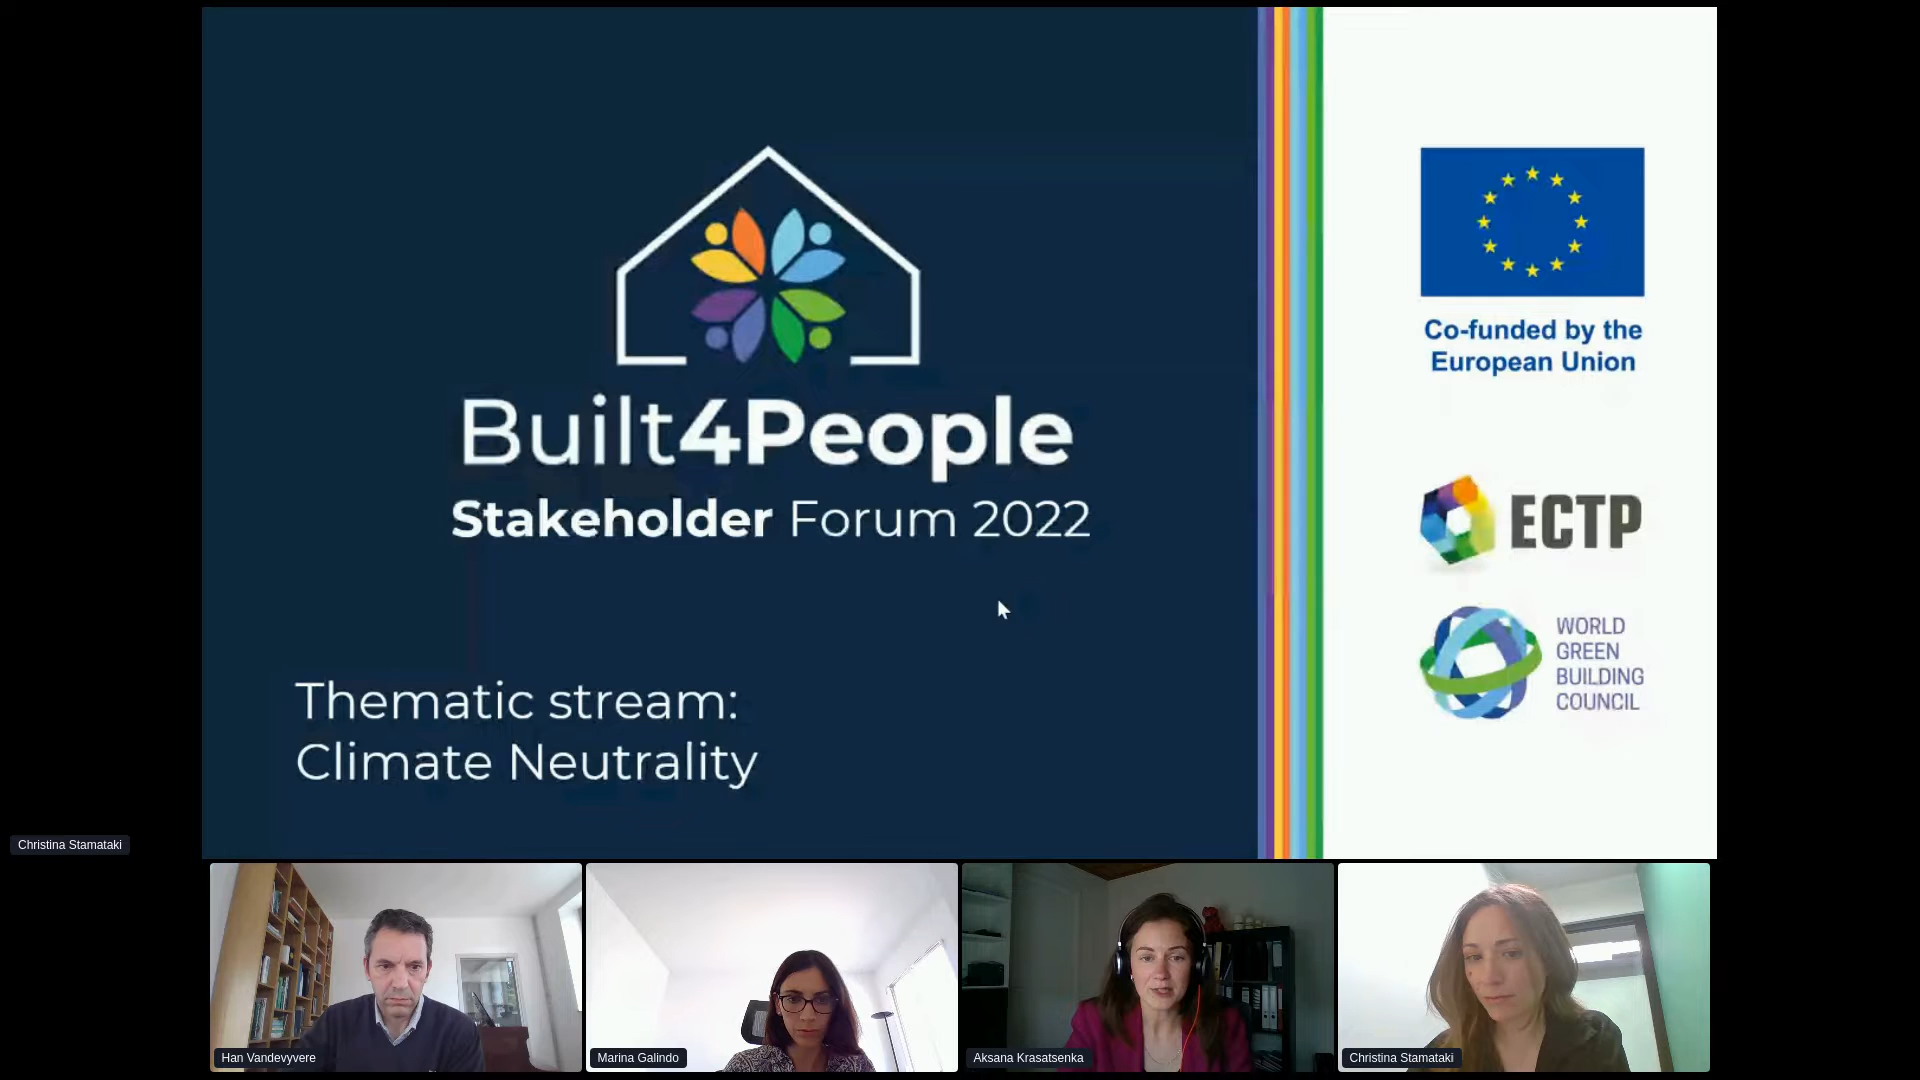 Built4People
Stakeholder Forum 2022
Thematic stream:
Climate Neutrality
Co-funded by the
European Union
ECTP
WORLD
GREEN
BUILDING
COUNCIL
Christina Stamataki
Han Vandevyvere
Marina Galindo
Aksana Krasatsenka
Christina Stamataki